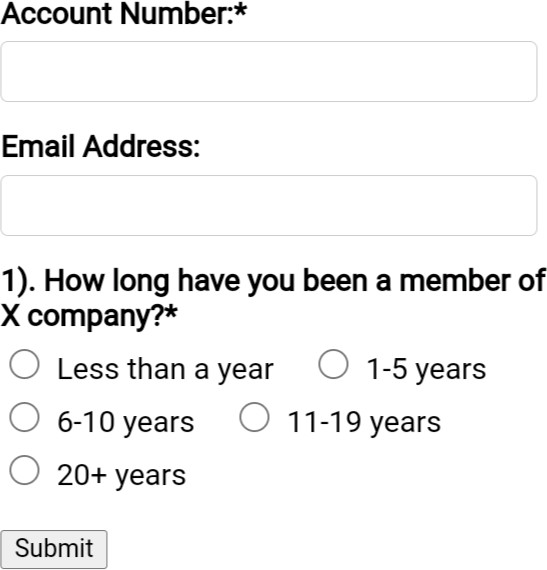 Account Number:*
Email Address:
1). How long have you been a member of
X company?*
Less than a year 1-5 years
6-10 years 11-19 years
20+ years
Submit